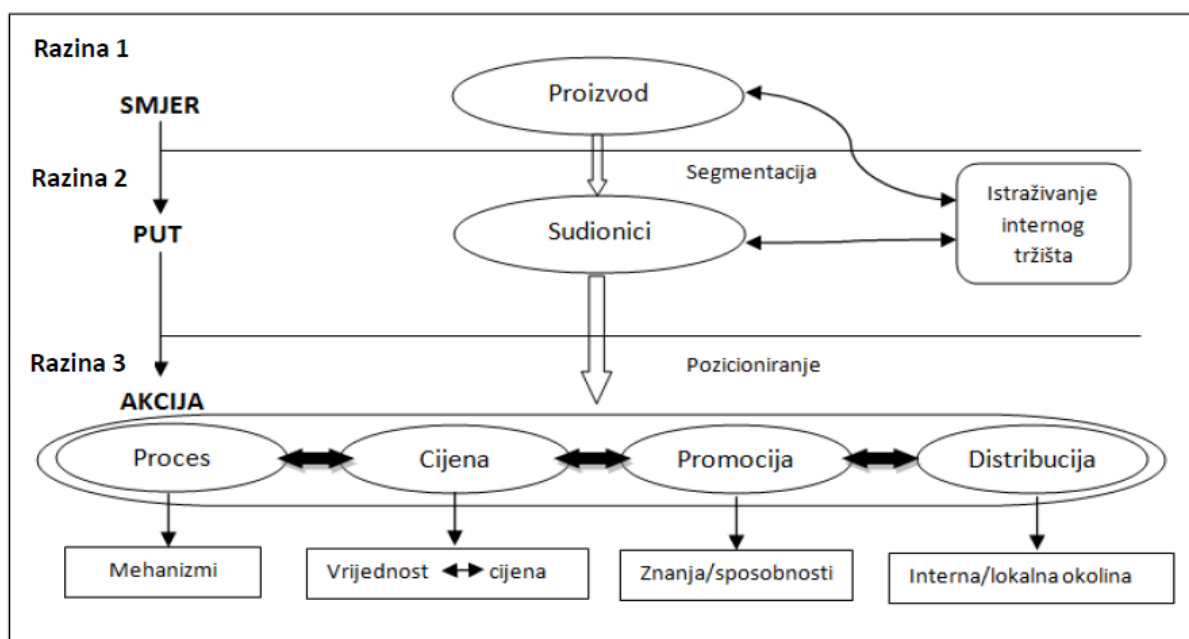 Razina 1
SMJER
Proizvod
Razina 2
Segmentacija
Istraživanje
internog
tržišta
PUT
Sudionici
Razina 3
Pozicioniranje
AKCIJA
Proces
Cijena
Promocija
Distribucija
Mehanizmi
Vrijednost cijena
Znanja/sposobnosti
Interna/lokalna okolina